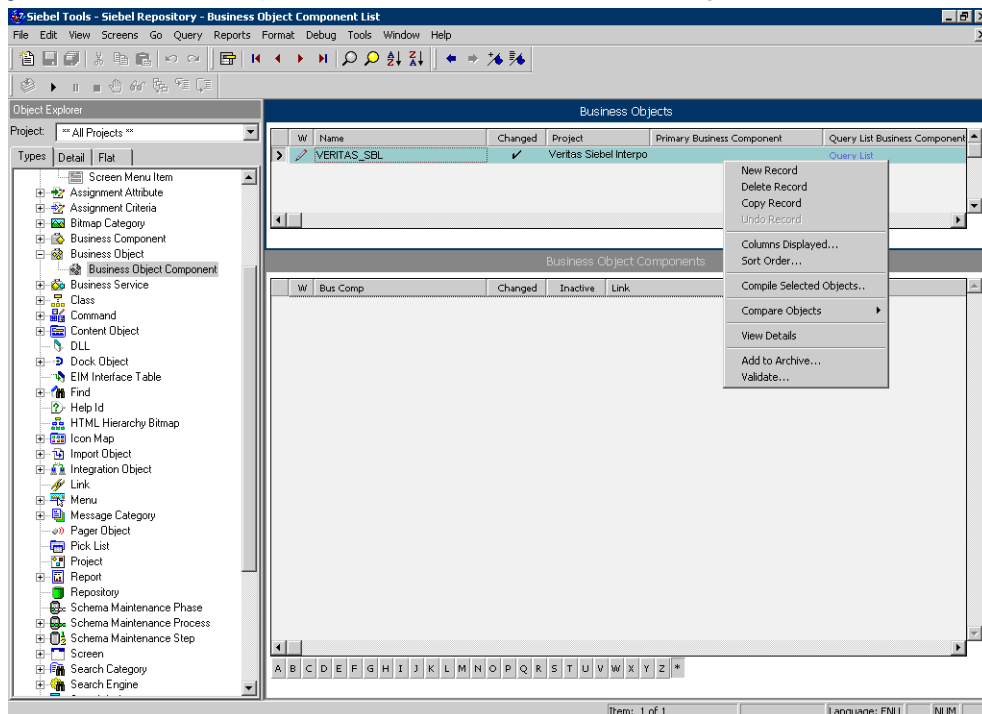 Siebel Tools - Siebel Repository - Business Object Component List
File Edit View Screens Go Query Reports Format Debug Tools Window Help
Object Explorer
Project: ** All Projects **
Types Detail Flat
Screen Menu Item
Assignment Attribute
Assignment Criteria
Bitmap Category
Business Component
Business Object
Business Object Component
Business Service
Class
Command
Content Object
DLL
Dock Object
EIM Interface Table
Find
Help Id
HTML Hierarchy Bitmap
Icon Map
Import Object
Integration Object
Link
Menu
Message Category
Pager Object
Pick List
Project
Report
Repository
Schema Maintenance Phase
Schema Maintenance Process
Schema Maintenance Step
Screen
Search Category
Search Engine
Business Objects
W Name Changed Project Primary Business Component Query List Business Component
VERITAS_SBL Veritas Siebel Interpo Query List
New Record
Delete Record
Copy Record
Undo Record
Columns Displayed...
Sort Order...
Compile Selected Objects..
Compare Objects
View Details
Add to Archive...
Validate...
Business Object Components
W Bus Comp Changed Inactive Link
A B C D E F G H I J K L M N O P Q R S T U V W X Y Z *
Item: 1 of 1 Language: ENU NUM